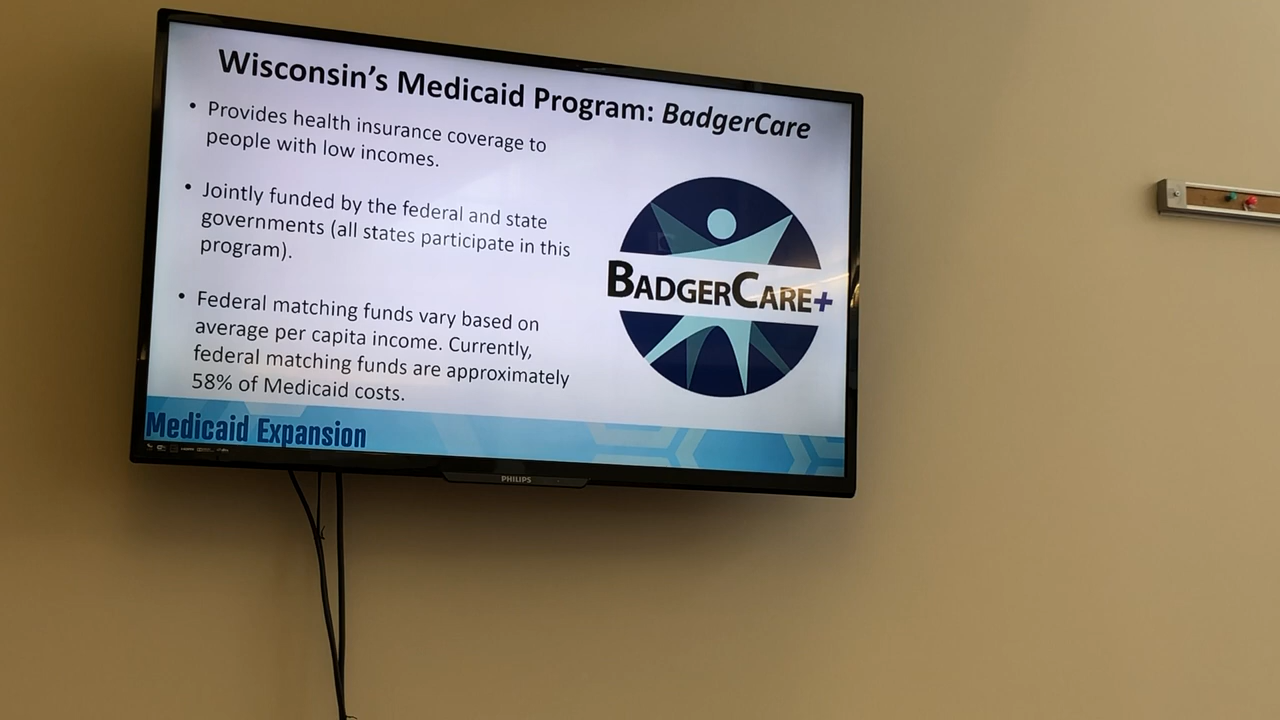 Wisconsin's Medicaid Program: BadgerCare
• Provides health insurance coverage to
people with low incomes.
• Jointly funded by the federal and state
governments (all states participate in this
program).
• Federal matching funds vary based on
average per capita income. Currently,
federal matching funds are approximately
58% of Medicaid costs.
BADGERCARE+
Medicaid Expansion
PHILIPS